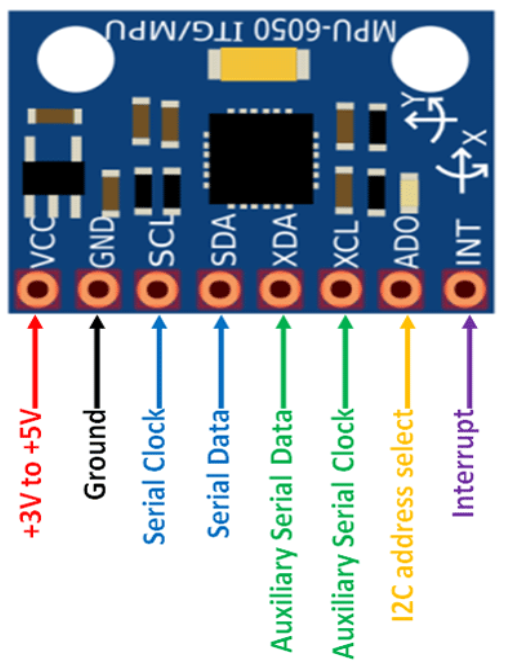 MPU-6050 ITG/MPU
Y
X
VCC
GND
SCL
SDA
XDA
XCL
ADO
INT
+3V to +5V
Ground
Serial Clock
Serial Data
Auxiliary Serial Data
Auxiliary Serial Clock
I2C address select
Interrupt